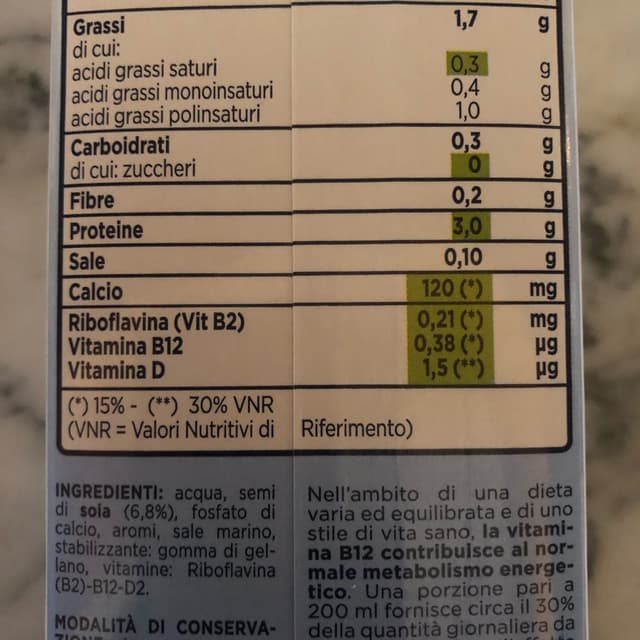 Grassi 1,7 g
di cui:
acidi grassi saturi 0,3 g
acidi grassi monoinsaturi 0,4 g
acidi grassi polinsaturi 1,0 g
Carboidrati 0,3 g
di cui: zuccheri 0 g
Fibre 0,2 g
Proteine 3,0 g
Sale 0,10 g
Calcio 120 (*) mg
Riboflavina (Vit B2) 0,21 (*) mg
Vitamina B12 0,38 (*) µg
Vitamina D 1,5 (**) µg
(*) 15% - (**) 30% VNR
(VNR = Valori Nutritivi di Riferimento)
INGREDIENTI: acqua, semi
di soia (6,8%), fosfato di
calcio, aromi, sale marino,
stabilizzante: gomma di gel-
lano, vitamine: Riboflavina
(B2)-B12-D2.
MODALITÀ DI CONSERVA-
Nell'ambito di una dieta
varia ed equilibrata e di uno
stile di vita sano, la vitami-
na B12 contribuisce al nor-
male metabolismo energe-
tico. Una porzione pari a
200 ml fornisce circa il 30%
della quantità giornaliera da